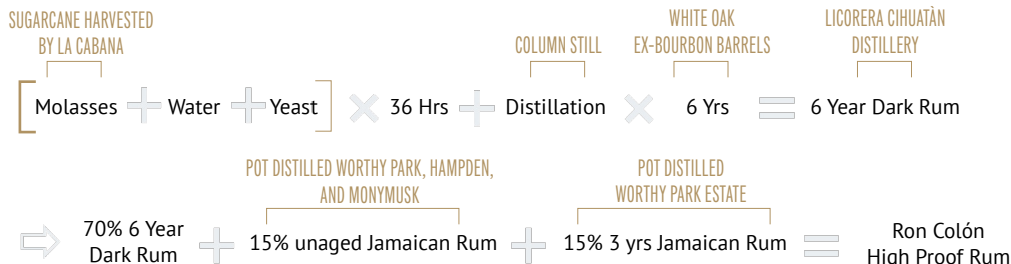 SUGARCANE HARVESTED
BY LA CABANA
COLUMN STILL
WHITE OAK
EX-BOURBON BARRELS
LICORERA CIHUATÀN
DISTILLERY
[ Molasses + Water + Yeast ] × 36 Hrs + Distillation × 6 Yrs = 6 Year Dark Rum
POT DISTILLED WORTHY PARK, HAMPDEN,
AND MONYMUSK
POT DISTILLED
WORTHY PARK ESTATE
⇨ 70% 6 Year
Dark Rum
+ 15% unaged Jamaican Rum + 15% 3 yrs Jamaican Rum =
Ron Colón
High Proof Rum